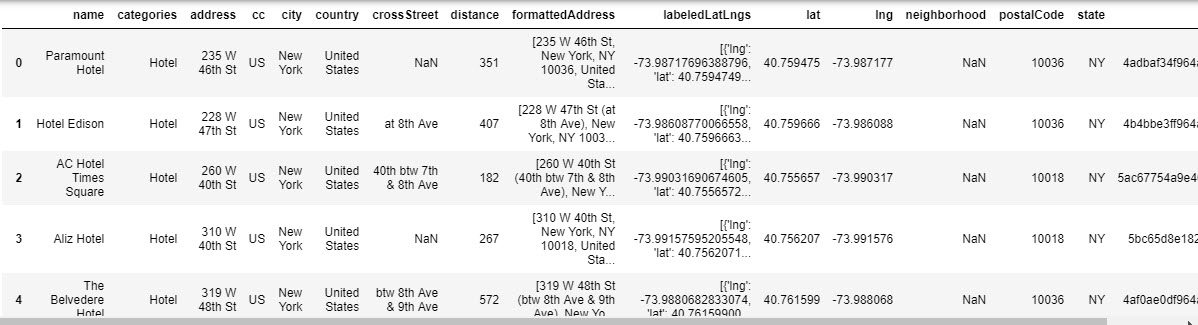 name categories address cc city country crossStreet distance formattedAddress labeledLatLngs lat lng neighborhood postalCode state
0 Paramount Hotel Hotel 235 W 46th St US New York United States NaN 351 [235 W 46th St, New York, NY 10036, United Sta... [{'lng': -73.98717696388796, 'lat': 40.7594749... 40.759475 -73.987177 NaN 10036 NY 4adbaf34f964a
1 Hotel Edison Hotel 228 W 47th St US New York United States at 8th Ave 407 [228 W 47th St (at 8th Ave), New York, NY 1003... [{'lng': -73.98608770066558, 'lat': 40.7596663... 40.759666 -73.986088 NaN 10036 NY 4b4bbe3ff964
2 AC Hotel Times Square Hotel 260 W 40th St US New York United States 40th btw 7th & 8th Ave 182 [260 W 40th St (40th btw 7th & 8th Ave), New Y... [{'lng': -73.99031690674605, 'lat': 40.7556572... 40.755657 -73.990317 NaN 10018 NY 5ac67754a9e4
3 Aliz Hotel Hotel 310 W 40th St US New York United States NaN 267 [310 W 40th St, New York, NY 10018, United Sta... [{'lng': -73.99157595205548, 'lat': 40.7562071... 40.756207 -73.991576 NaN 10018 NY 5bc65d8e182
4 The Belvedere Hotel Hotel 319 W 48th St US New York United States btw 8th Ave & 9th Ave 572 [319 W 48th St (btw 8th Ave & 9th Ave), New Yo... [{'lng': -73.9880682833074, 'lat': 40.76159900... 40.761599 -73.988068 NaN 10036 NY 4af0ae0df964a